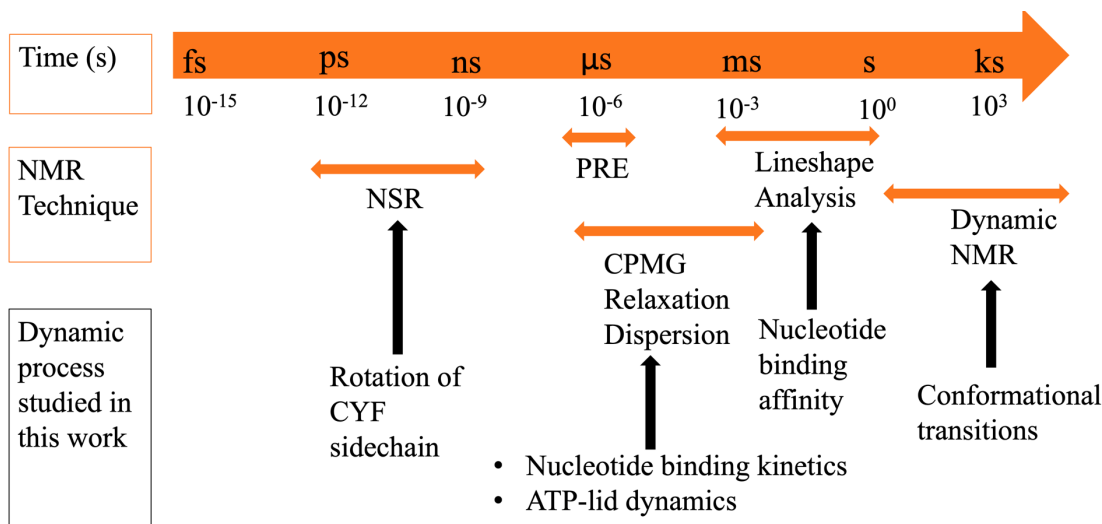 Time (s)
fs ps ns μs ms s ks
10⁻¹⁵ 10⁻¹² 10⁻⁹ 10⁻⁶ 10⁻³ 10⁰ 10³
NMR
Technique
NSR
PRE
CPMG
Relaxation
Dispersion
Lineshape
Analysis
Dynamic
NMR
Dynamic
process
studied in
this work
Rotation of
CYF
sidechain
• Nucleotide binding kinetics
• ATP-lid dynamics
Nucleotide
binding
affinity
Conformational
transitions